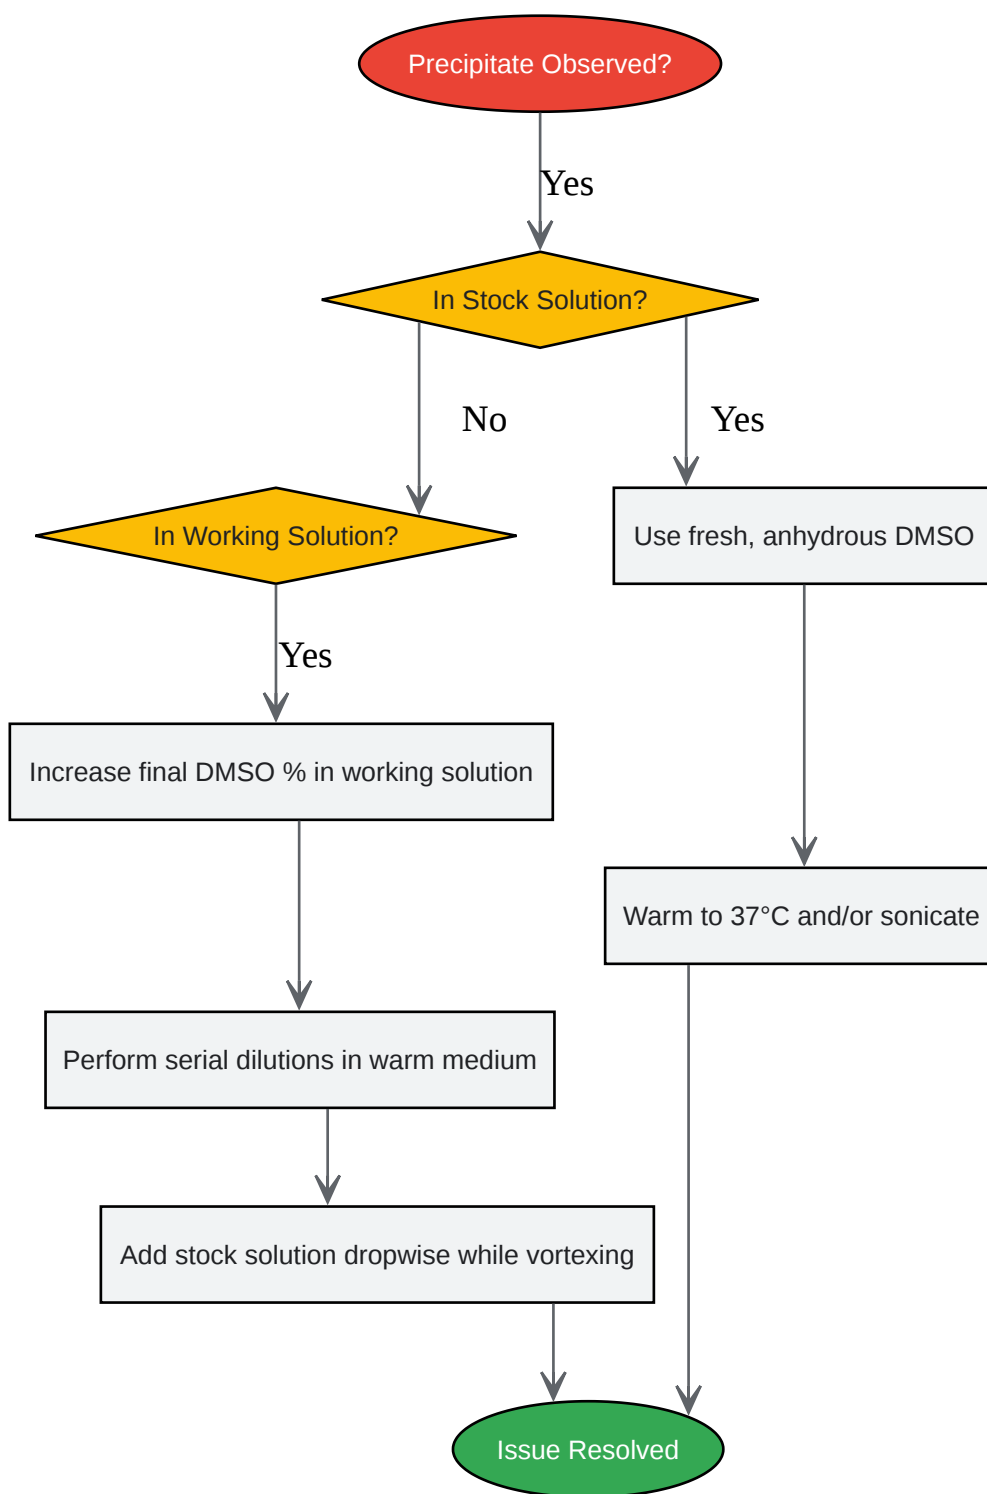 Precipitate Observed?
Yes
In Stock Solution?
No
Yes
In Working Solution?
Use fresh, anhydrous DMSO
Yes
Increase final DMSO % in working solution
Warm to 37°C and/or sonicate
Perform serial dilutions in warm medium
Add stock solution dropwise while vortexing
Issue Resolved